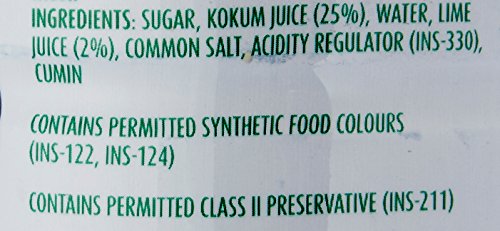 INGREDIENTS: SUGAR, KOKUM JUICE (25%), WATER, LIME
JUICE (2%), COMMON SALT, ACIDITY REGULATOR (INS-330),
CUMIN
CONTAINS PERMITTED SYNTHETIC FOOD COLOURS
(INS-122, INS-124)
CONTAINS PERMITTED CLASS II PRESERVATIVE (INS-211)